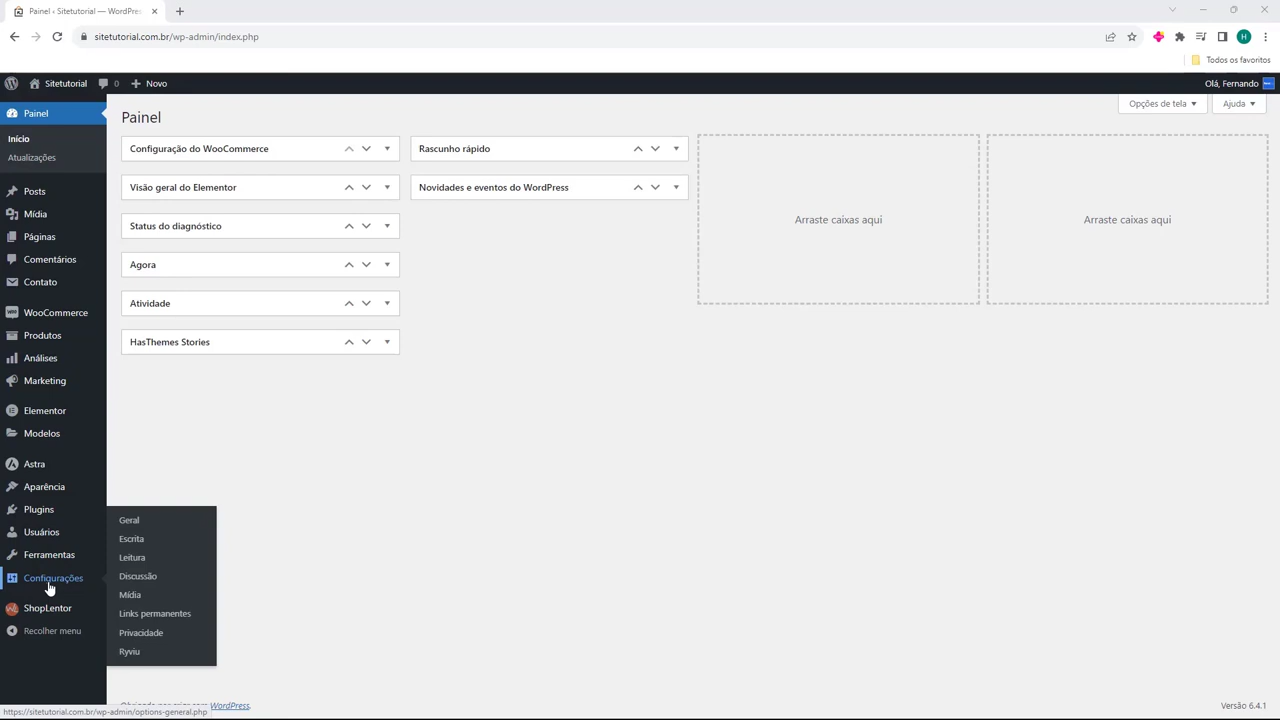 Painel ‹ Sitetutorial — WordPres
sitetutorial.com.br/wp-admin/index.php
H
Todos os favoritos
Sitetutorial
0
Novo
Olá, Fernando
Painel
Início
Atualizações
Posts
Mídia
Páginas
Comentários
Contato
WooCommerce
Produtos
Análises
Marketing
Elementor
Modelos
Astra
Aparência
Plugins
Usuários
Ferramentas
Configurações
ShopLentor
Recolher menu
Geral
Escrita
Leitura
Discussão
Mídia
Links permanentes
Privacidade
Ryviu
Opções de tela
Ajuda
Painel
Configuração do WooCommerce
Visão geral do Elementor
Status do diagnóstico
Agora
Atividade
HasThemes Stories
Rascunho rápido
Novidades e eventos do WordPress
Arraste caixas aqui
Arraste caixas aqui
WordPress.
Versão 6.4.1
https://sitetutorial.com.br/wp-admin/options-general.php